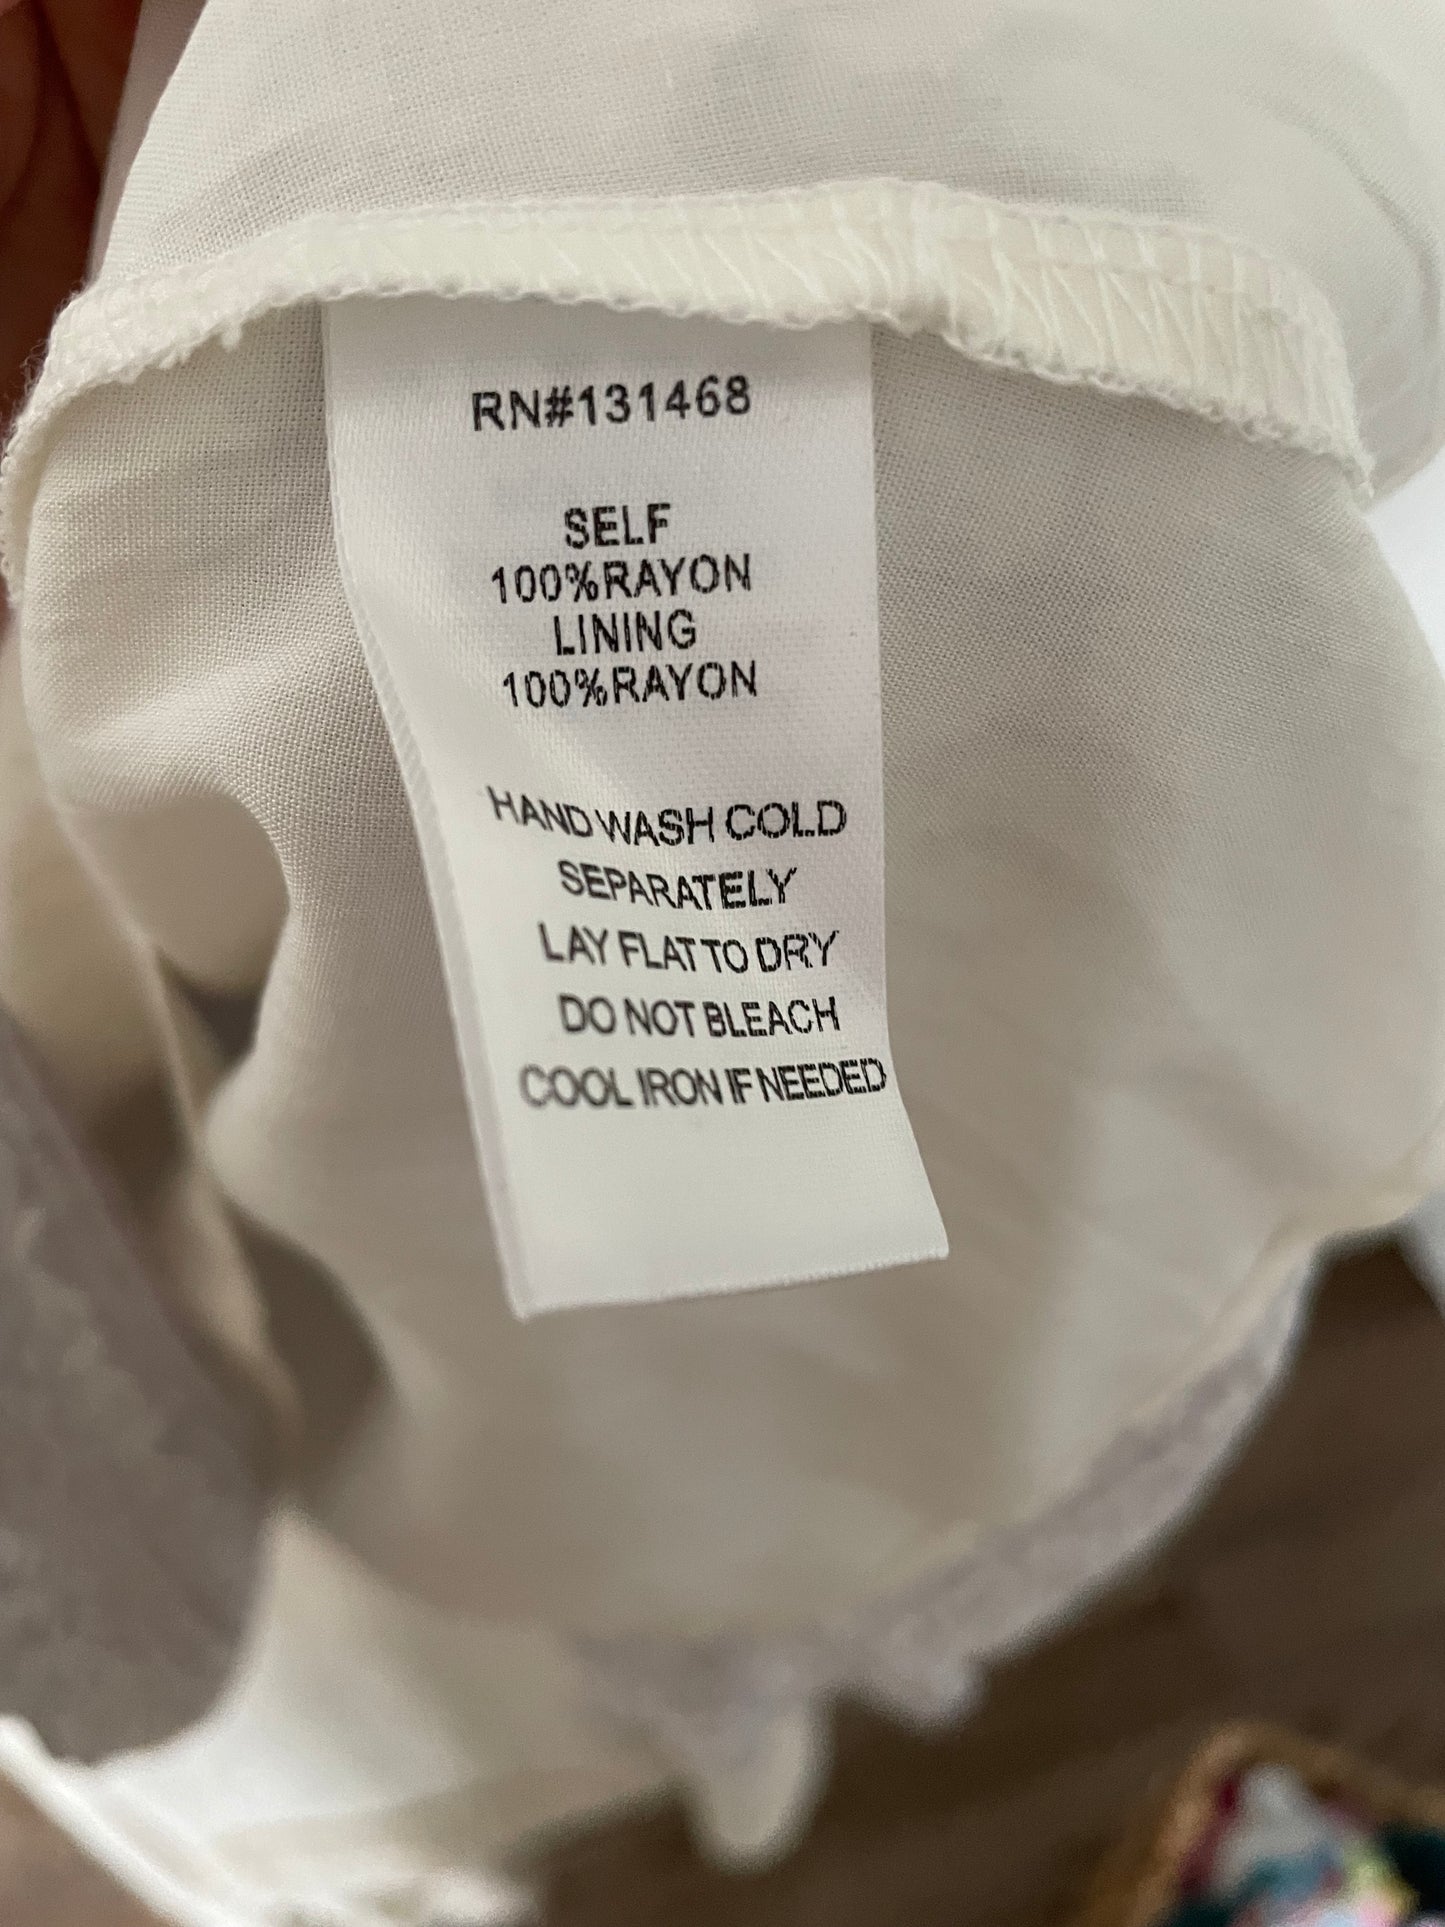 RN#131468
SELF
100%RAYON
LINING
100%RAYON
HAND WASH COLD
SEPARATELY
LAY FLAT TO DRY
DO NOT BLEACH
COOL IRON IF NEEDED